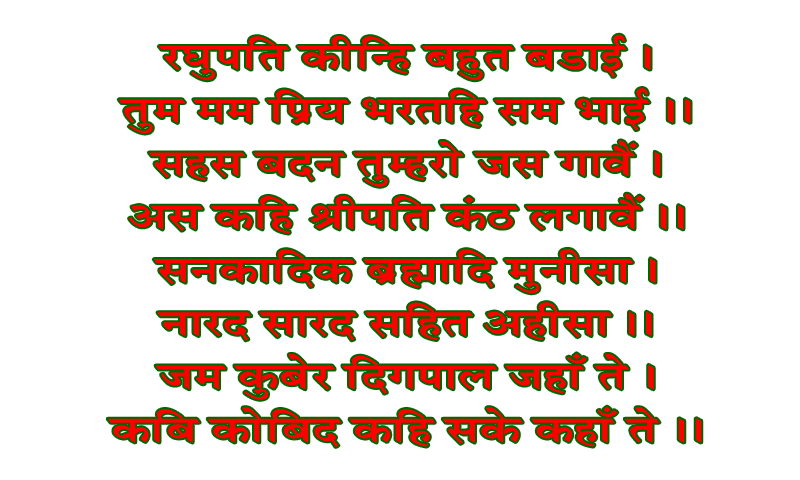 रघुपति कीन्हि बहुत बडाई ।
तुम मम प्रिय भरतहि सम भाई ।।
सहस बदन तुम्हरो जस गावैं ।
अस कहि श्रीपति कंठ लगावैं ।।
सनकादिक ब्रह्मादि मुनीसा ।
नारद सारद सहित अहीसा ।।
जम कुबेर दिगपाल जहाँ ते ।
कबि कोबिद कहि सके कहाँ ते ।।